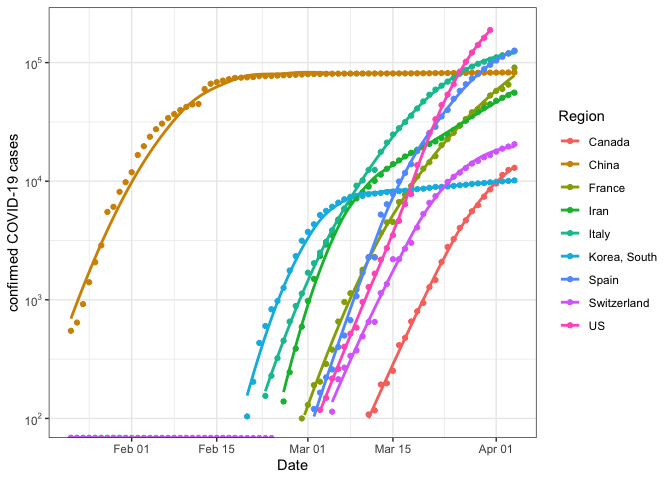 confirmed COVID-19 cases
10^5
10^4
10^3
10^2
Feb 01
Feb 15
Mar 01
Mar 15
Apr 01
Date
Region
Canada
China
France
Iran
Italy
Korea, South
Spain
Switzerland
US